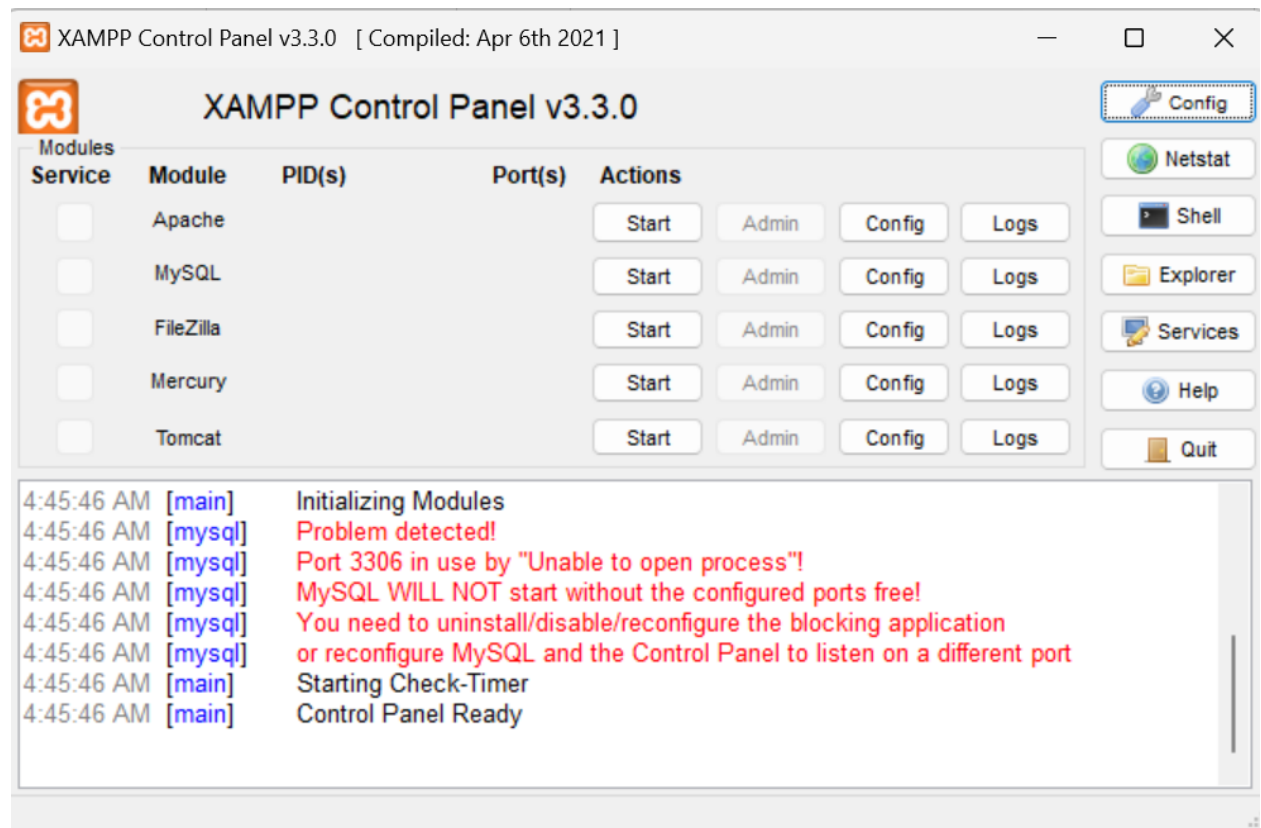 XAMPP Control Panel v3.3.0 [ Compiled: Apr 6th 2021 ]
XAMPP Control Panel v3.3.0
Config
Modules
Netstat
Service Module PID(s) Port(s) Actions
Apache Start Admin Config Logs
Shell
MySQL Start Admin Config Logs
Explorer
FileZilla Start Admin Config Logs
Services
Mercury Start Admin Config Logs
Help
Tomcat Start Admin Config Logs
Quit
4:45:46 AM [main] Initializing Modules
4:45:46 AM [mysql] Problem detected!
4:45:46 AM [mysql] Port 3306 in use by "Unable to open process"!
4:45:46 AM [mysql] MySQL WILL NOT start without the configured ports free!
4:45:46 AM [mysql] You need to uninstall/disable/reconfigure the blocking application
4:45:46 AM [mysql] or reconfigure MySQL and the Control Panel to listen on a different port
4:45:46 AM [main] Starting Check-Timer
4:45:46 AM [main] Control Panel Ready